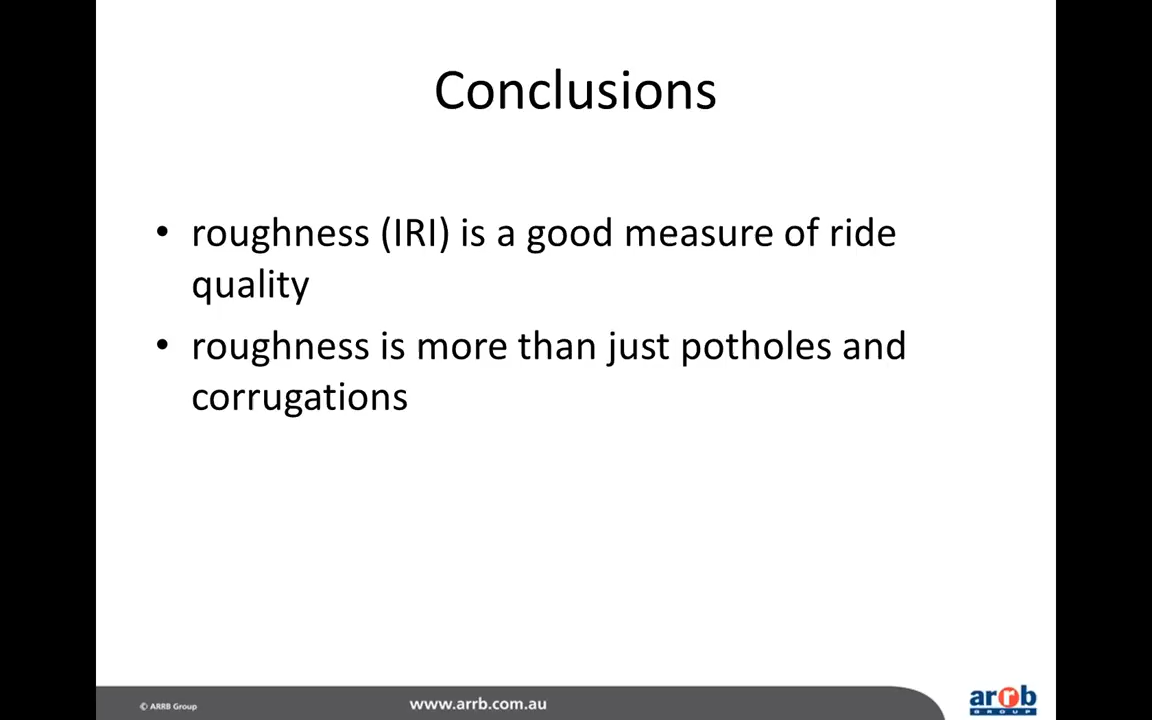 Conclusions
• roughness (IRI) is a good measure of ride
quality
• roughness is more than just potholes and
corrugations
© ARRB Group
www.arrb.com.au
arrb
GROUP